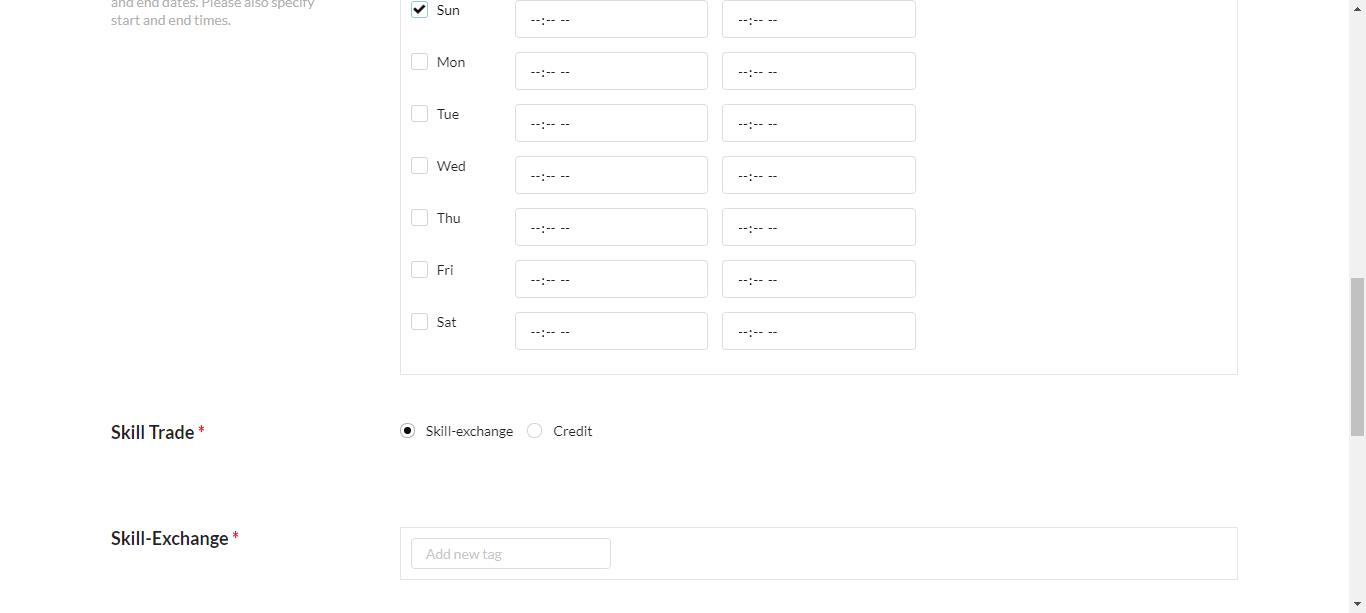 and end dates. Please also specify
start and end times.
Sun --:-- -- --:-- --
Mon --:-- -- --:-- --
Tue --:-- -- --:-- --
Wed --:-- -- --:-- --
Thu --:-- -- --:-- --
Fri --:-- -- --:-- --
Sat --:-- -- --:-- --
Skill Trade * Skill-exchange Credit
Skill-Exchange *
Add new tag